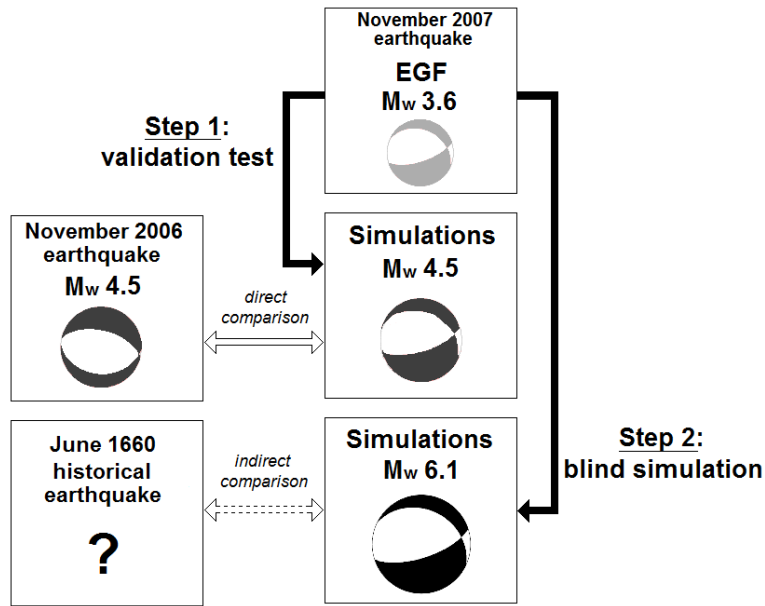 November 2007
earthquake
EGF
Mw 3.6
Step 1:
validation test
November 2006
earthquake
Mw 4.5
direct
comparison
Simulations
Mw 4.5
June 1660
historical
earthquake
?
indirect
comparison
Simulations
Mw 6.1
Step 2:
blind simulation